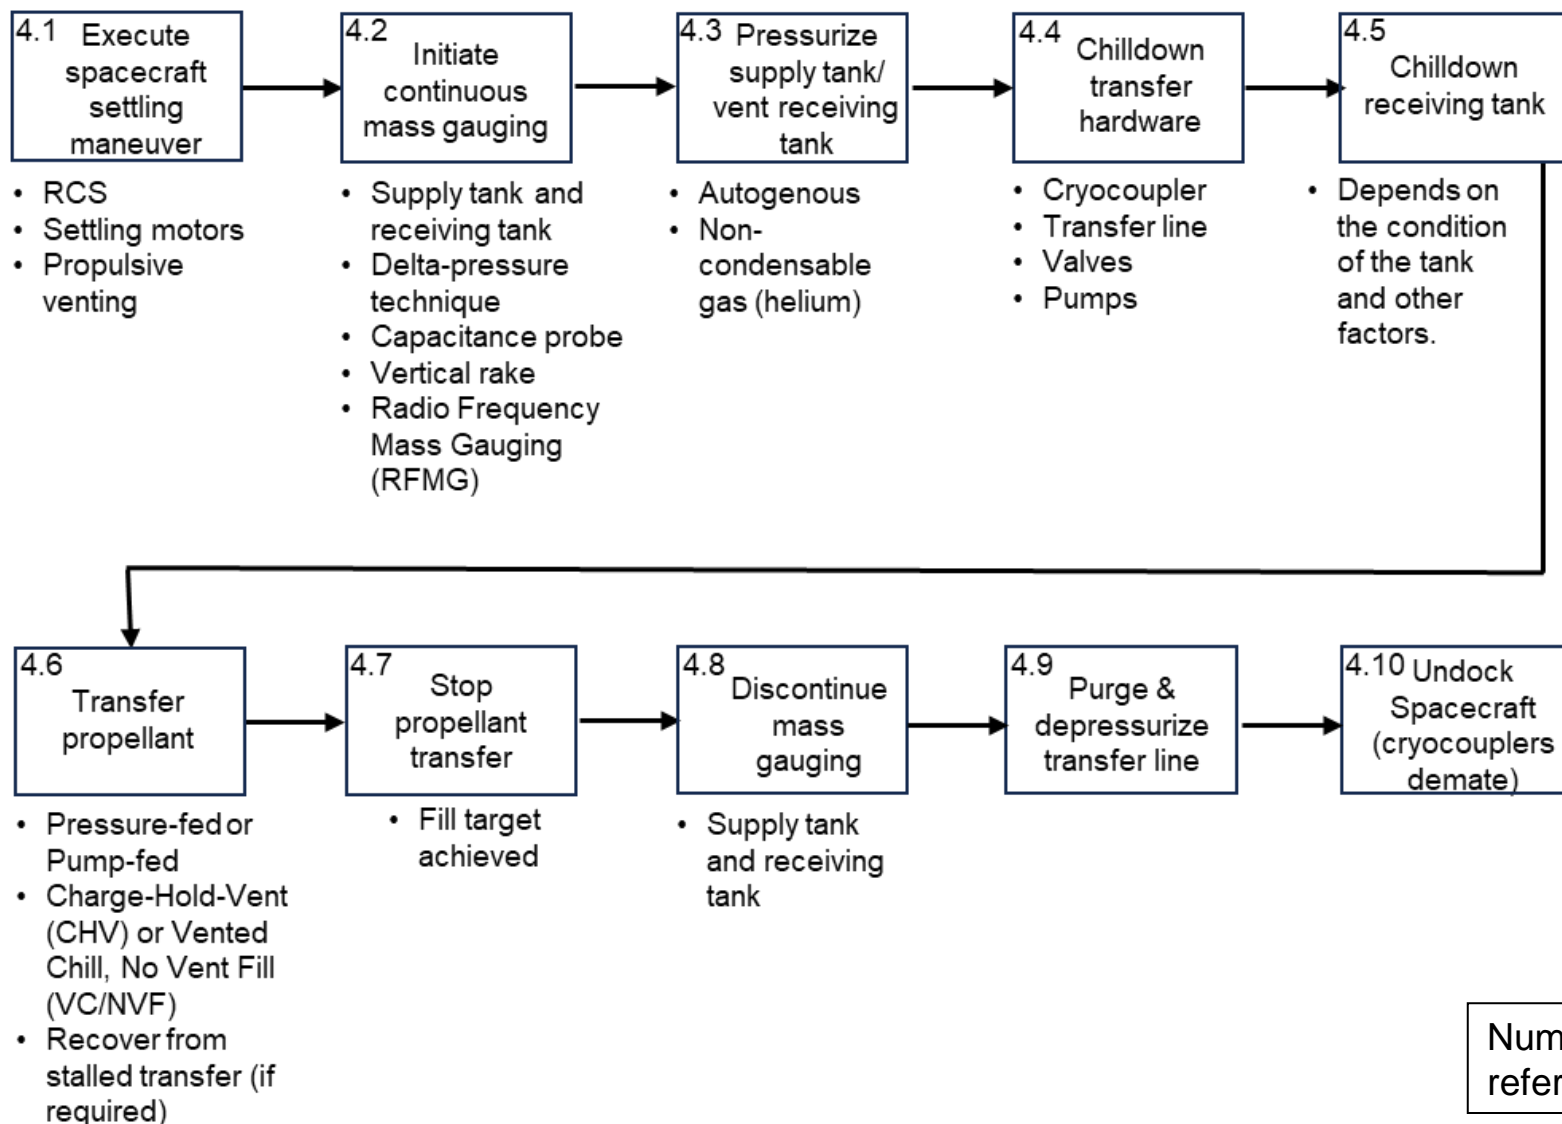 4.1 Execute
spacecraft
settling
maneuver
• RCS
• Settling motors
• Propulsive
venting
4.2
Initiate
continuous
mass gauging
• Supply tank and
receiving tank
• Delta-pressure
technique
• Capacitance probe
• Vertical rake
• Radio Frequency
Mass Gauging
(RFMG)
4.3 Pressurize
supply tank/
vent receiving
tank
• Autogenous
• Non-
condensable
gas (helium)
4.4
Chilldown
transfer
hardware
• Cryocoupler
• Transfer line
• Valves
• Pumps
4.5
Chilldown
receiving tank
• Depends on
the condition
of the tank
and other
factors.
4.6
Transfer
propellant
• Pressure-fed or
Pump-fed
• Charge-Hold-Vent
(CHV) or Vented
Chill, No Vent Fill
(VC/NVF)
• Recover from
stalled transfer (if
required)
4.7
Stop
propellant
transfer
• Fill target
achieved
4.8
Discontinue
mass
gauging
• Supply tank
and receiving
tank
4.9
Purge &
depressurize
transfer line
4.10 Undock
Spacecraft
(cryocouplers
demate)
Num
refer